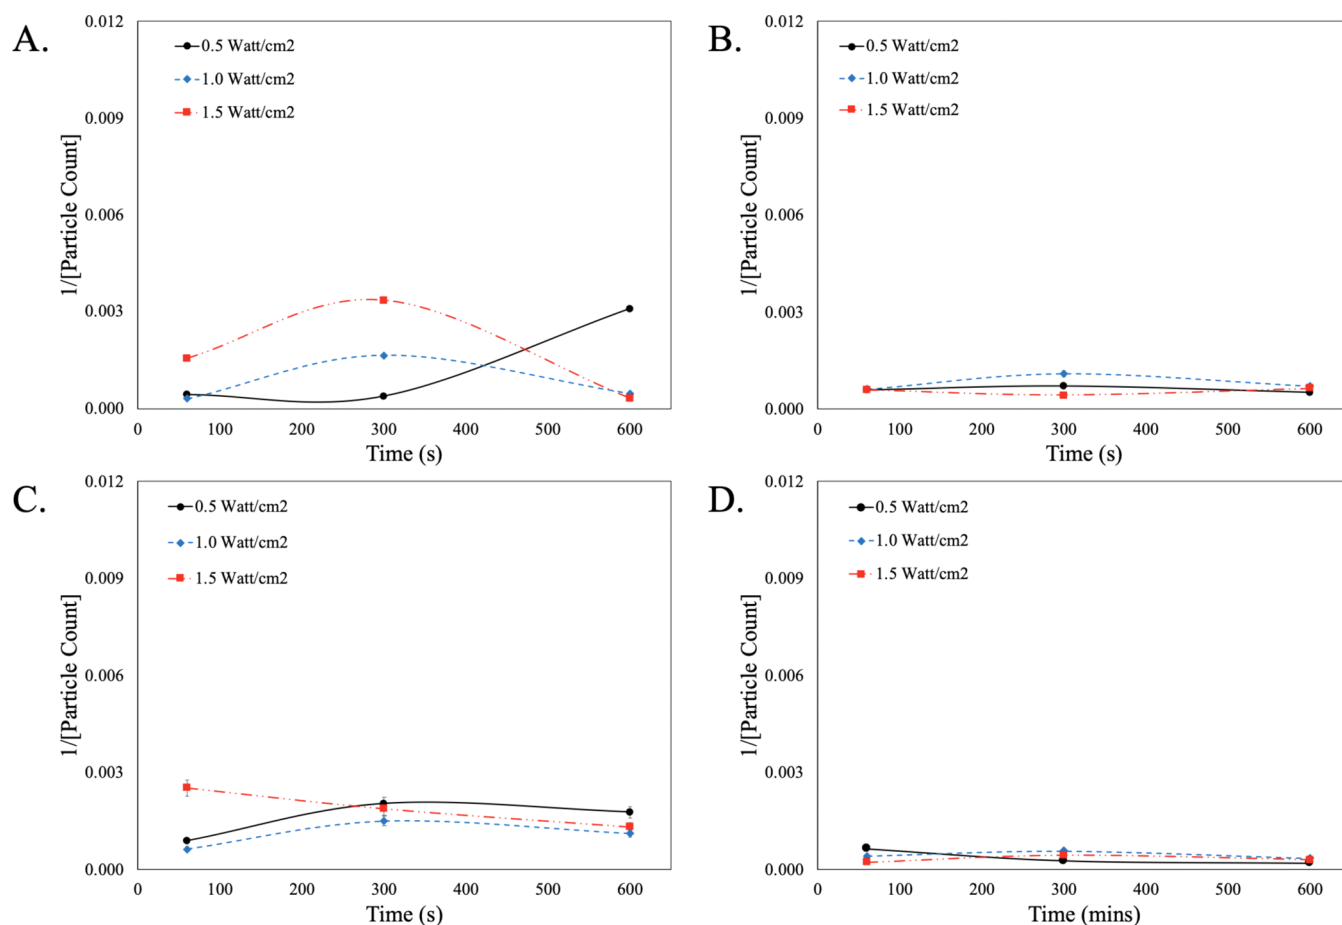 A.
0.012
0.009
0.006
0.003
0.000
1/[Particle Count]
0.5 Watt/cm2
1.0 Watt/cm2
1.5 Watt/cm2
0 100 200 300 400 500 600
Time (s)
B.
0.012
0.009
0.006
0.003
0.000
1/[Particle Count]
0.5 Watt/cm2
1.0 Watt/cm2
1.5 Watt/cm2
0 100 200 300 400 500 600
Time (s)
C.
0.012
0.009
0.006
0.003
0.000
1/[Particle Count]
0.5 Watt/cm2
1.0 Watt/cm2
1.5 Watt/cm2
0 100 200 300 400 500 600
Time (s)
D.
0.012
0.009
0.006
0.003
0.000
1/[Particle Count]
0.5 Watt/cm2
1.0 Watt/cm2
1.5 Watt/cm2
0 100 200 300 400 500 600
Time (mins)